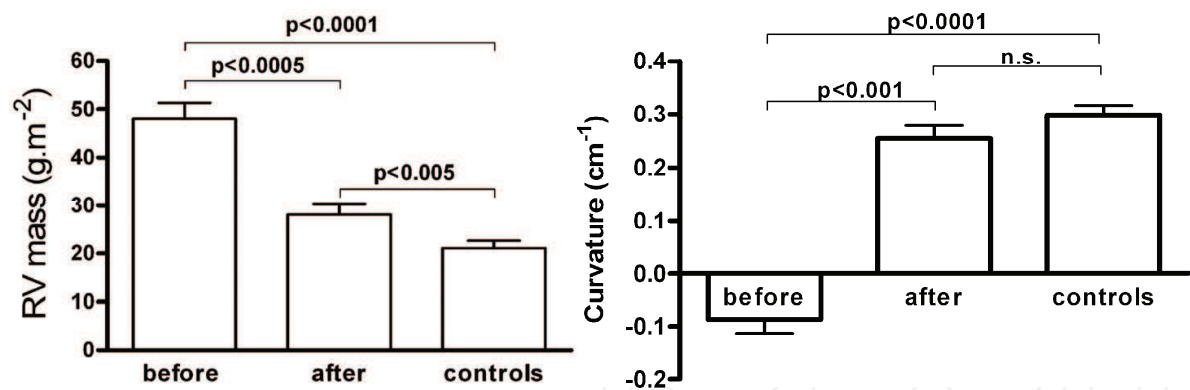 p<0.0001
p<0.0005
p<0.005
RV mass (g.m-2)
60
50
40
30
20
10
0
before
after
controls
p<0.0001
n.s.
p<0.001
Curvature (cm-1)
0.4
0.3
0.2
0.1
0.0
-0.1
-0.2
before
after
controls